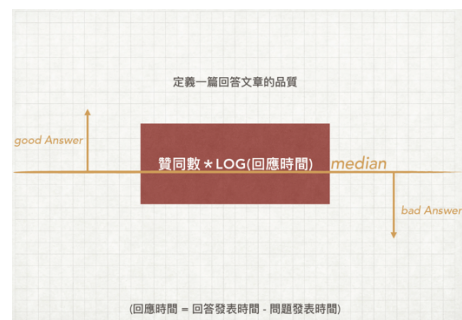 定義一篇回答文章的品質
good Answer
贊同數＊LOG(回應時間)
median
bad Answer
(回應時間 = 回答發表時間 - 問題發表時間)